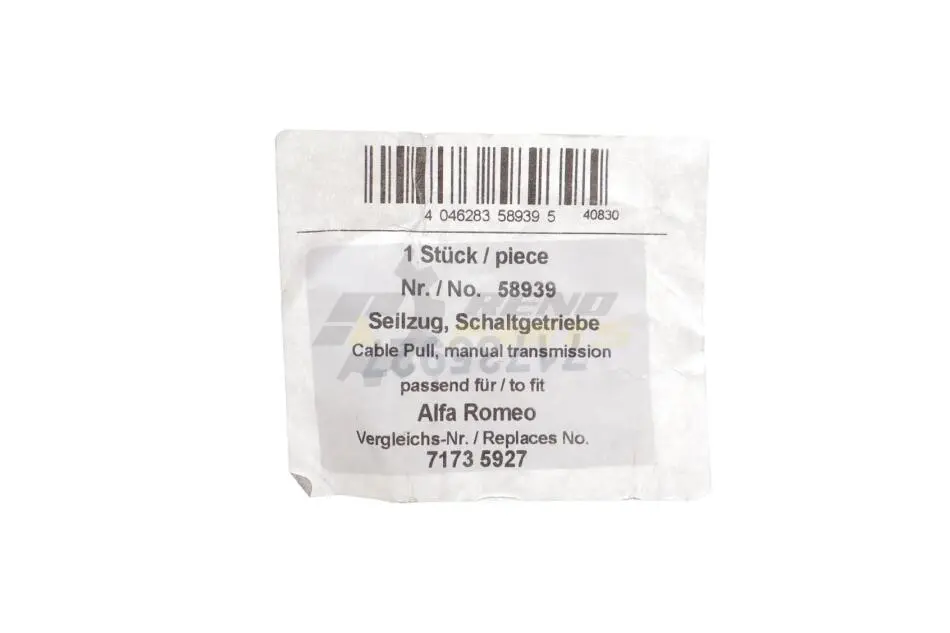 4 046283 58939 5 40830
1 Stück / piece
Nr. / No. 58939
Seilzug, Schaltgetriebe
Cable Pull, manual transmission
passend für / to fit
Alfa Romeo
Vergleichs-Nr. / Replaces No.
7173 5927